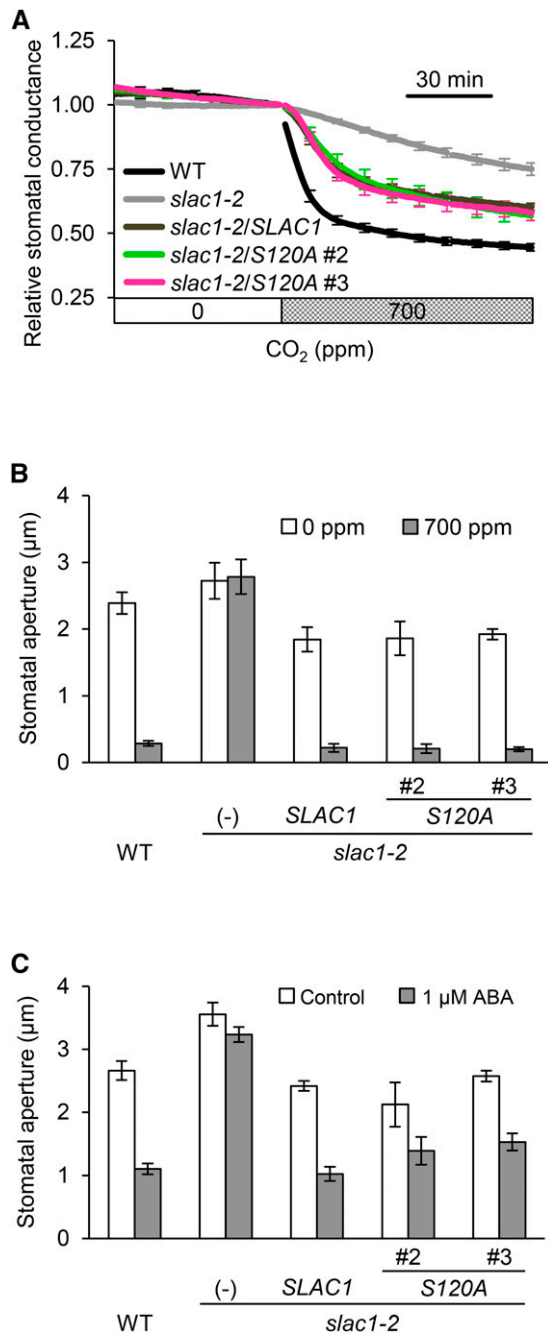 A
1.25
1.00
0.75
0.50
0.25
Relative stomatal conductance
30 min
WT
slac1-2
slac1-2/SLAC1
slac1-2/S120A #2
slac1-2/S120A #3
0 700
CO₂ (ppm)
B
4
3
2
1
0
Stomatal aperture (µm)
0 ppm 700 ppm
#2 #3
(-) SLAC1 S120A
WT slac1-2
C
4
3
2
1
0
Stomatal aperture (µm)
Control 1 µM ABA
#2 #3
(-) SLAC1 S120A
WT slac1-2